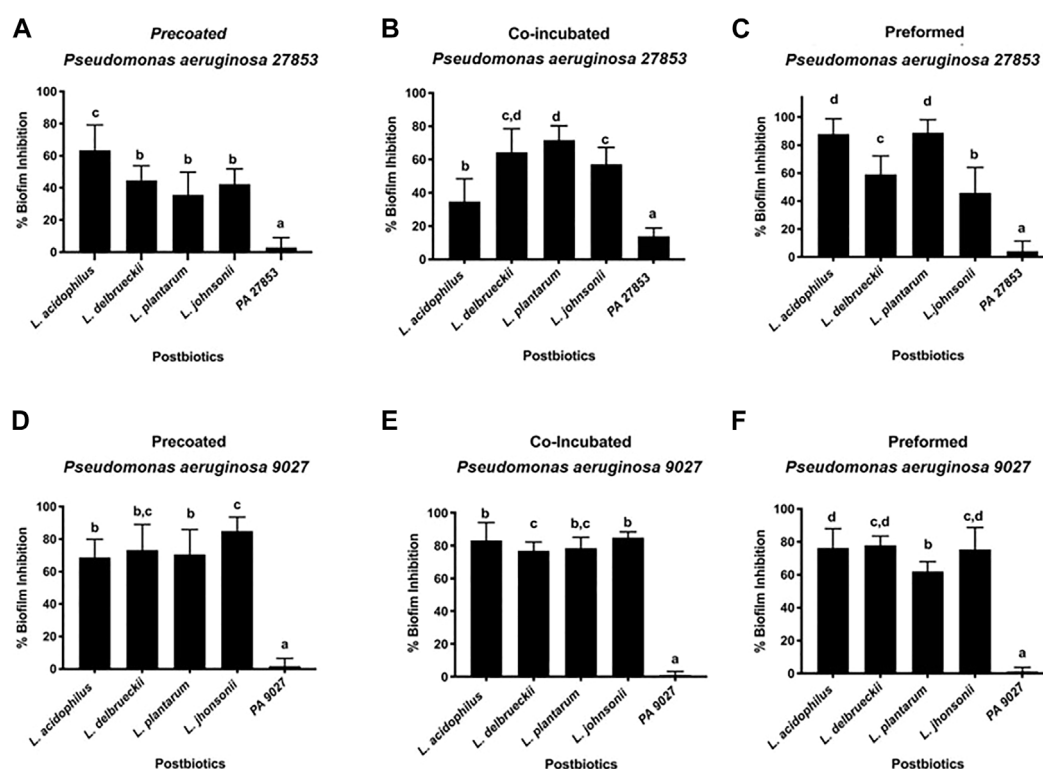 A
Precoated
Pseudomonas aeruginosa 27853
% Biofilm Inhibition
100
80
60
40
20
0
c
b
b
b
a
L. acidophilus
L. delbrueckii
L. plantarum
L. johnsonii
PA 27853
Postbiotics
B
Co-incubated
Pseudomonas aeruginosa 27853
% Biofilm Inhibition
100
80
60
40
20
0
b
c,d
d
c
a
L. acidophilus
L. delbrueckii
L. plantarum
L. johnsonii
PA 27853
Postbiotics
C
Preformed
Pseudomonas aeruginosa 27853
% Biofilm Inhibition
100
80
60
40
20
0
d
c
d
b
a
L. acidophilus
L. delbrueckii
L. plantarum
L.johnsonii
PA 27853
Postbiotics
D
Precoated
Pseudomonas aeruginosa 9027
% Biofilm Inhibition
100
80
60
40
20
0
b
b,c
b
c
a
L. acidophilus
L. delbrueckii
L. plantarum
L. jhonsonii
PA 9027
Postbiotics
E
Co-Incubated
Pseudomonas aeruginosa 9027
% Biofilm Inhibition
100
80
60
40
20
0
b
c
b,c
b
a
L. acidophilus
L. delbrueckii
L. plantarum
L. johnsonii
PA 9027
Postbiotics
F
Preformed
Pseudomonas aeruginosa 9027
% Biofilm Inhibition
100
80
60
40
20
0
d
c,d
b
c,d
a
L. acidophilus
L. delbrueckii
L. plantarum
L. jhonsonii
PA 9027
Postbiotics